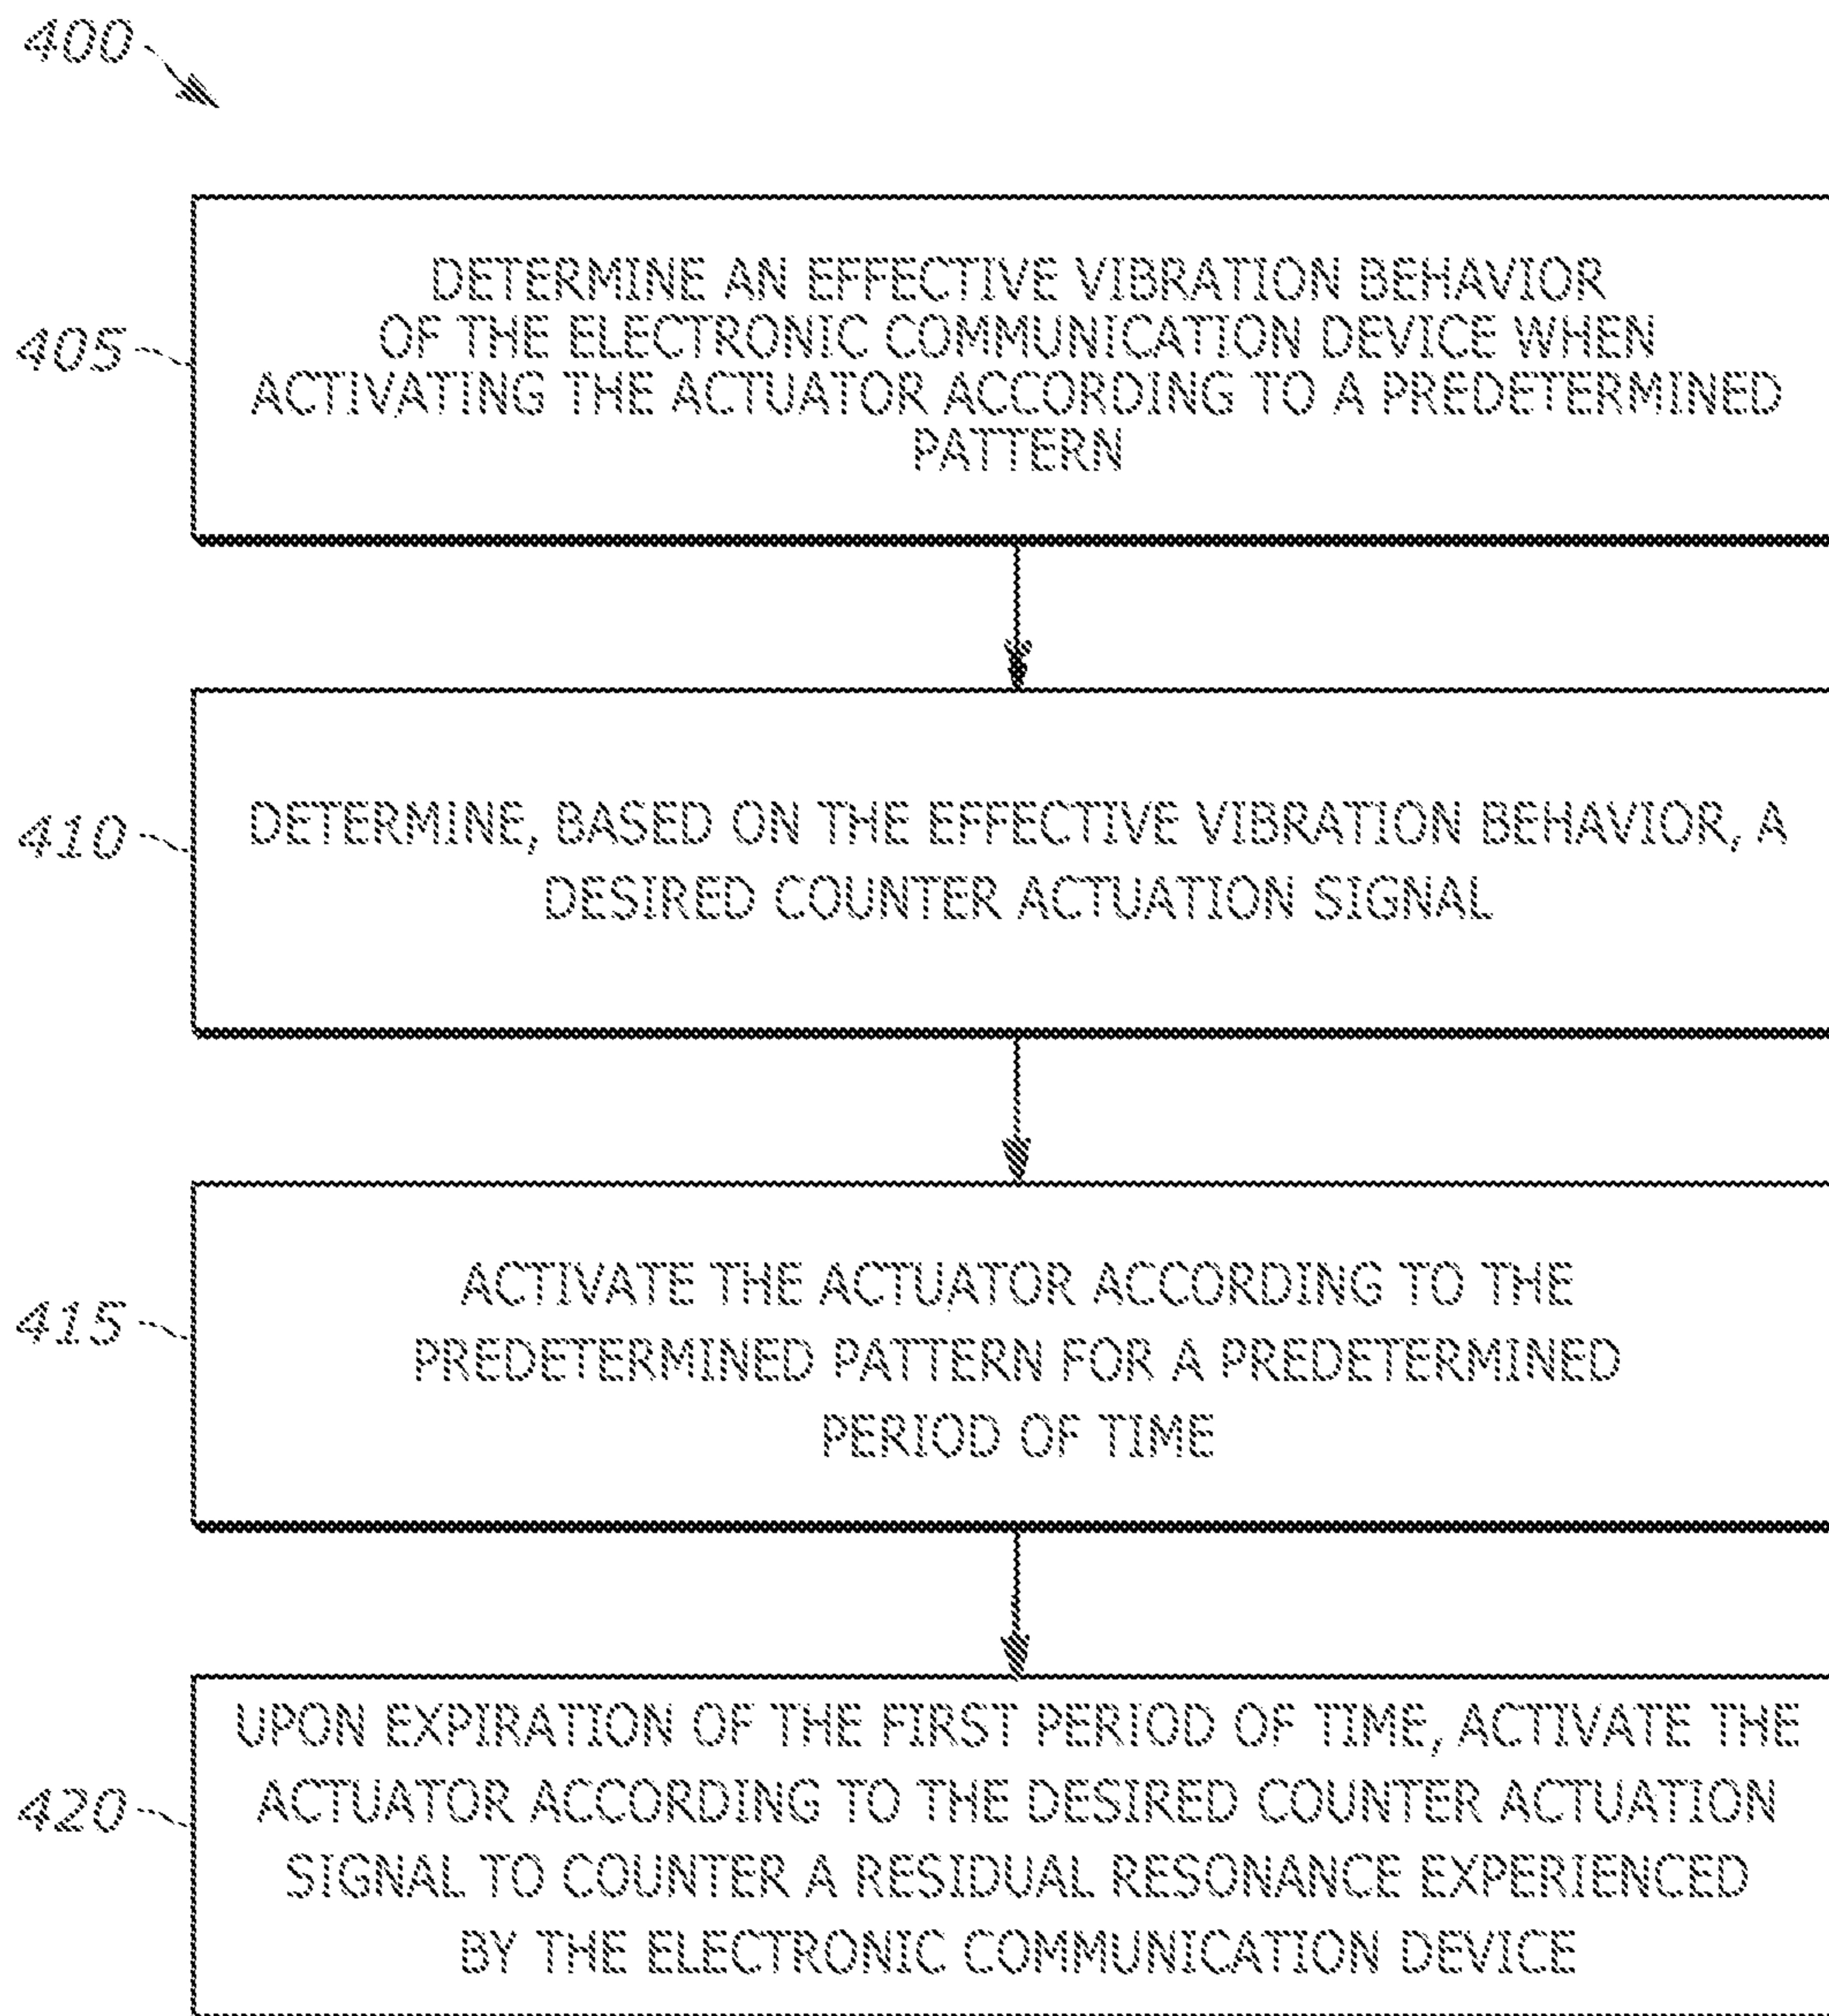 400
405
DETERMINE AN EFFECTIVE VIBRATION BEHAVIOR
OF THE ELECTRONIC COMMUNICATION DEVICE WHEN
ACTIVATING THE ACTUATOR ACCORDING TO A PREDETERMINED
PATTERN
410
DETERMINE, BASED ON THE EFFECTIVE VIBRATION BEHAVIOR, A
DESIRED COUNTER ACTUATION SIGNAL
415
ACTIVATE THE ACTUATOR ACCORDING TO THE
PREDETERMINED PATTERN FOR A PREDETERMINED
PERIOD OF TIME
420
UPON EXPIRATION OF THE FIRST PERIOD OF TIME, ACTIVATE THE
ACTUATOR ACCORDING TO THE DESIRED COUNTER ACTUATION
SIGNAL TO COUNTER A RESIDUAL RESONANCE EXPERIENCED
BY THE ELECTRONIC COMMUNICATION DEVICE